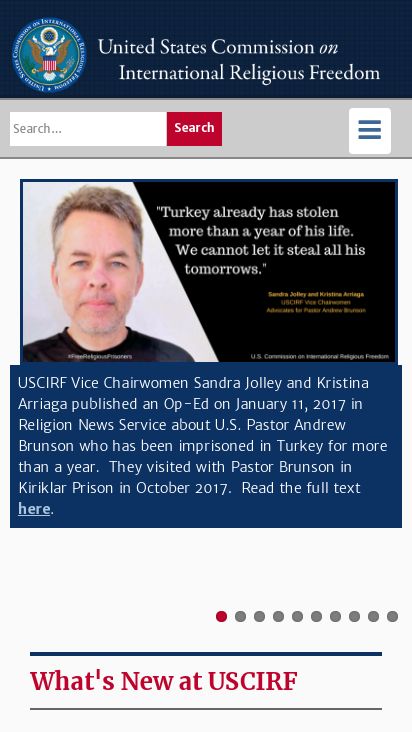 United States Commission on
International Religious Freedom
Search...
Search
"Turkey already has stolen
more than a year of his life.
We cannot let it steal all his
tomorrows."
Sandra Jolley and Kristina Arriaga
USCIRF Vice Chairwomen
Advocates for Pastor Andrew Brunson
#FreeReligiousPrisoners
U.S. Commission on International Religious Freedom
USCIRF Vice Chairwomen Sandra Jolley and Kristina
Arriaga published an Op-Ed on January 11, 2017 in
Religion News Service about U.S. Pastor Andrew
Brunson who has been imprisoned in Turkey for more
than a year. They visited with Pastor Brunson in
Kiriklar Prison in October 2017. Read the full text
here.
What's New at USCIRF